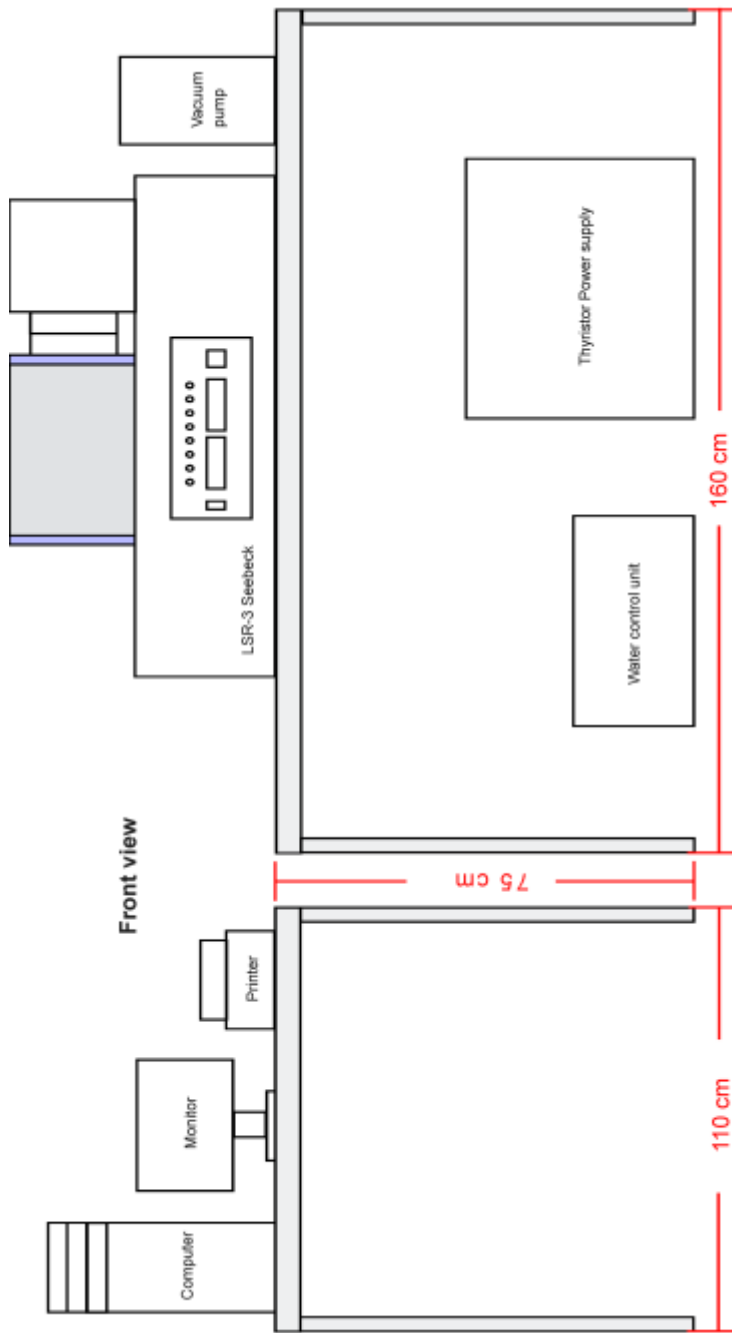 Front view
Computer
Monitor
Printer
LSR-3 Seebeck
Vacuum
pump
75 cm
Water control unit
Thyristor Power supply
110 cm
160 cm